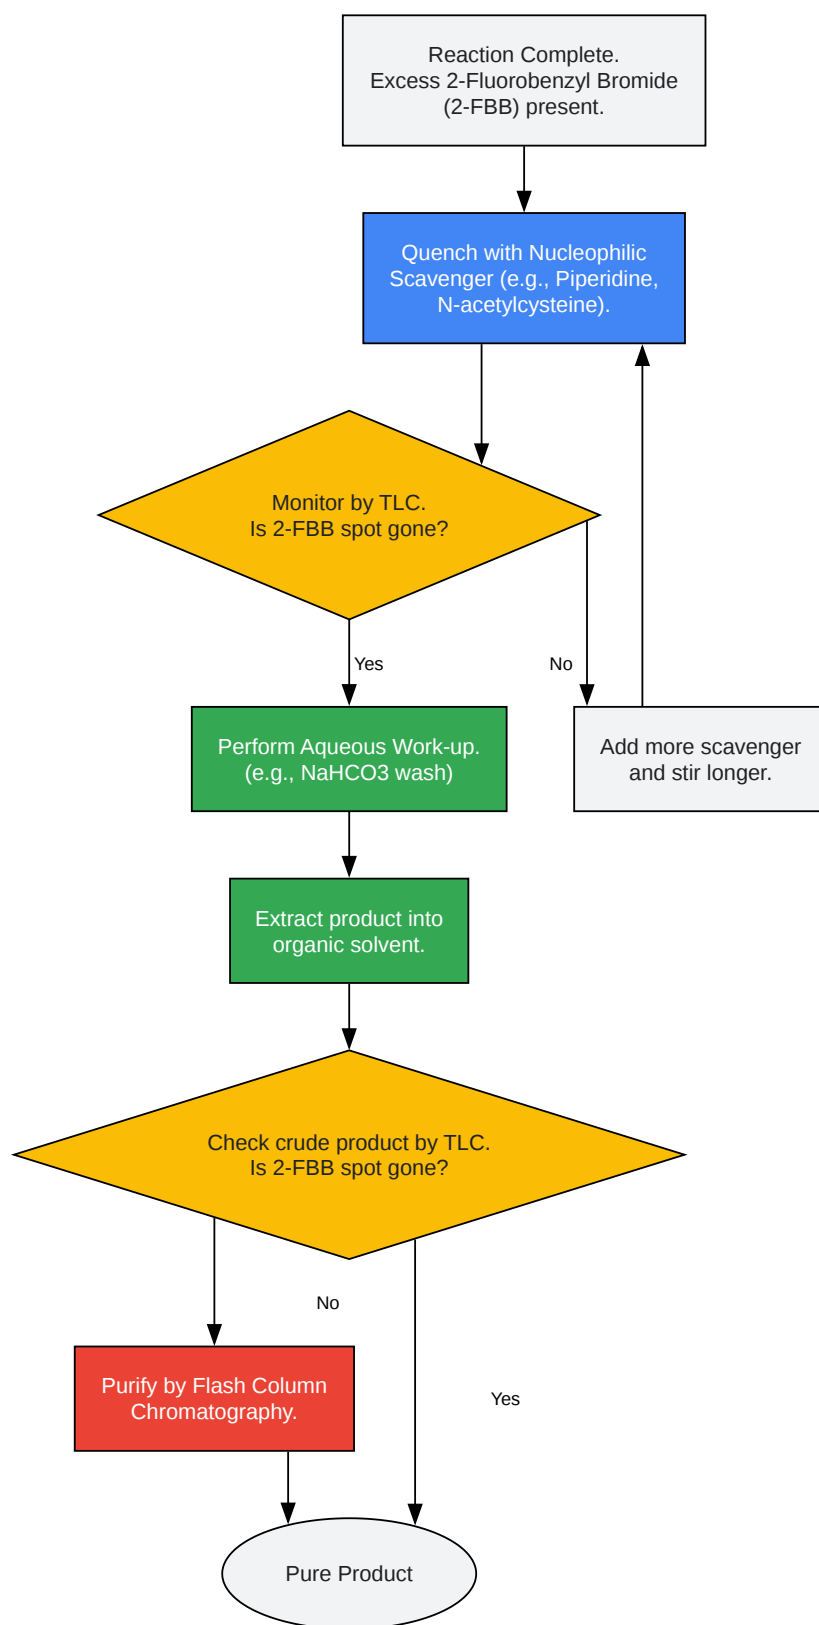 Reaction Complete.
Excess 2-Fluorobenzyl Bromide
(2-FBB) present.
Quench with Nucleophilic
Scavenger (e.g., Piperidine,
N-acetylcysteine).
Monitor by TLC.
Is 2-FBB spot gone?
Yes
No
Perform Aqueous Work-up.
(e.g., NaHCO3 wash)
Add more scavenger
and stir longer.
Extract product into
organic solvent.
Check crude product by TLC.
Is 2-FBB spot gone?
No
Purify by Flash Column
Chromatography.
Yes
Pure Product